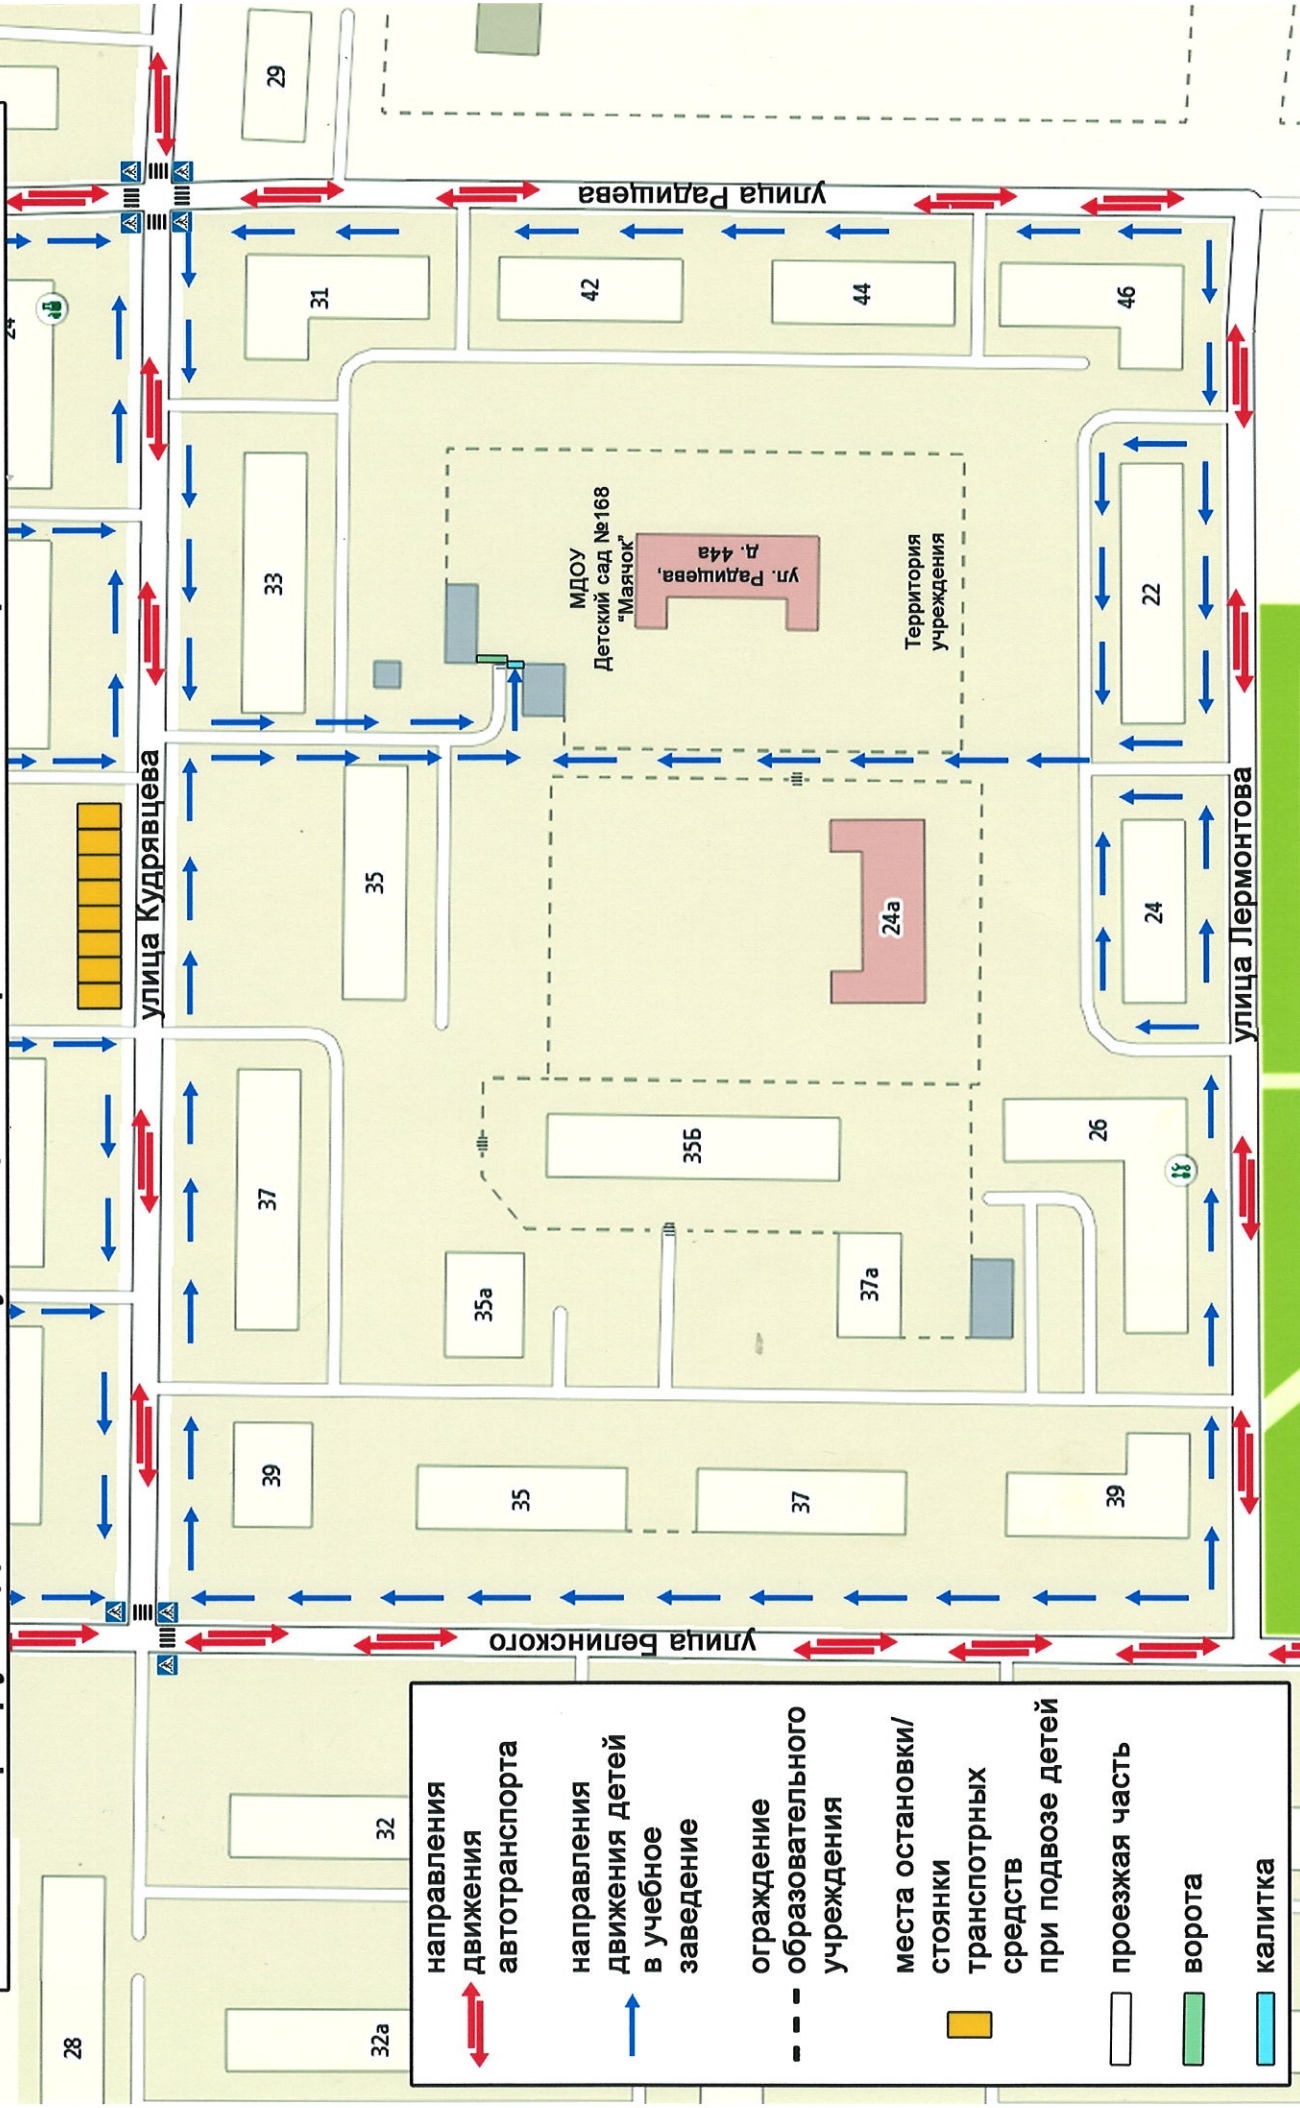 28
улица Кудрявцева
29
39
37
33
31
32а
32
35
35а
35
35Б
42
МДОУ
Детский сад №168
"Маячок"
ул. Радищева,
д. 44а
37
37а
24а
44
Территория
учреждения
39
26
24
22
46
улица Лермонтова
улица Белинского
улица Радищева
направления
движения
автотранспорта
направления
движения детей
в учебное
заведение
ограждение
образовательного
учреждения
места остановки/
стоянки
транспотрных
средств
при подвозе детей
проезжая часть
ворота
калитка